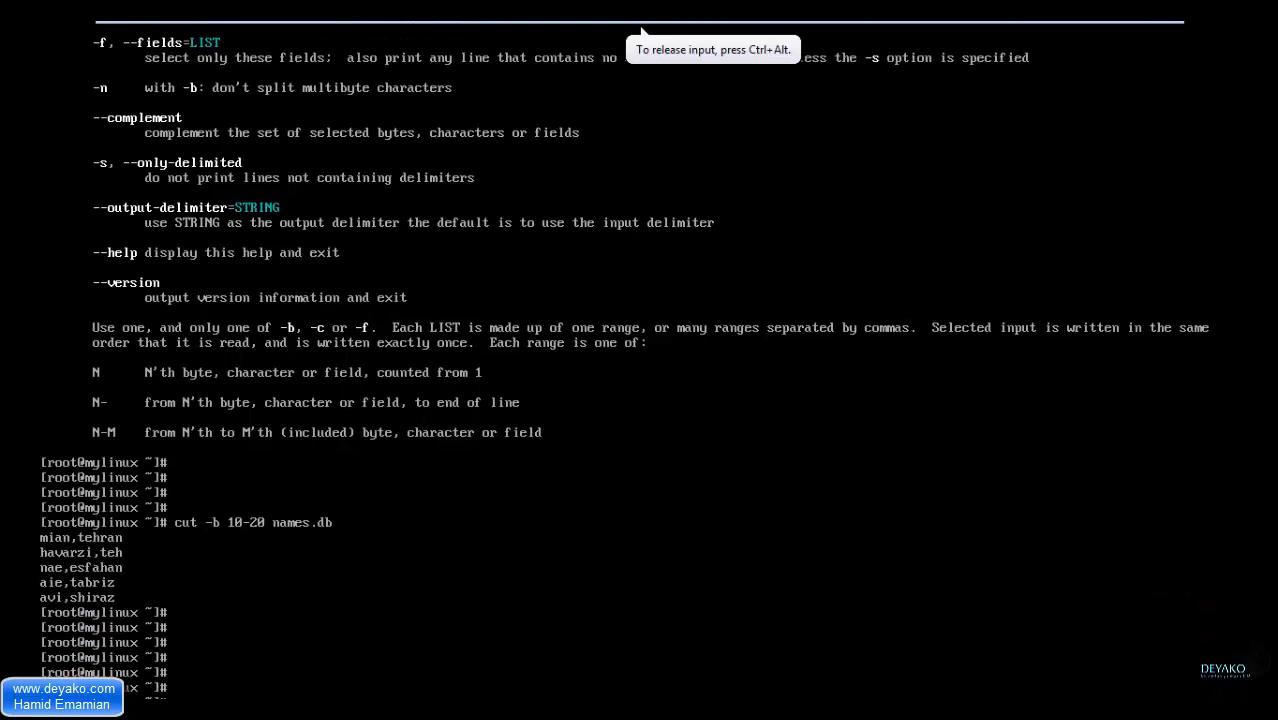 -f, --fields=LIST
To release input, press Ctrl+Alt.
select only these fields;  also print any line that contains no ess the -s option is specified
-n with -b: don't split multibyte characters
--complement
complement the set of selected bytes, characters or fields
-s, --only-delimited
do not print lines not containing delimiters
--output-delimiter=STRING
use STRING as the output delimiter the default is to use the input delimiter
--help display this help and exit
--version
output version information and exit
Use one, and only one of -b, -c or -f.  Each LIST is made up of one range, or many ranges separated by commas.  Selected input is written in the same
order that it is read, and is written exactly once.  Each range is one of:
N N'th byte, character or field, counted from 1
N- from N'th byte, character or field, to end of line
N-M from N'th to M'th (included) byte, character or field
[root@mylinux ~]#
[root@mylinux ~]#
[root@mylinux ~]#
[root@mylinux ~]#
[root@mylinux ~]# cut -b 10-20 names.db
mian,tehran
havarzi,teh
nae,esfahan
aie,tabriz
avi,shiraz
[root@mylinux ~]#
[root@mylinux ~]#
[root@mylinux ~]#
[root@mylinux ~]#
[root@mylinux ~]#
~]#
DEYAKO
www.deyako.com
Hamid Emamian